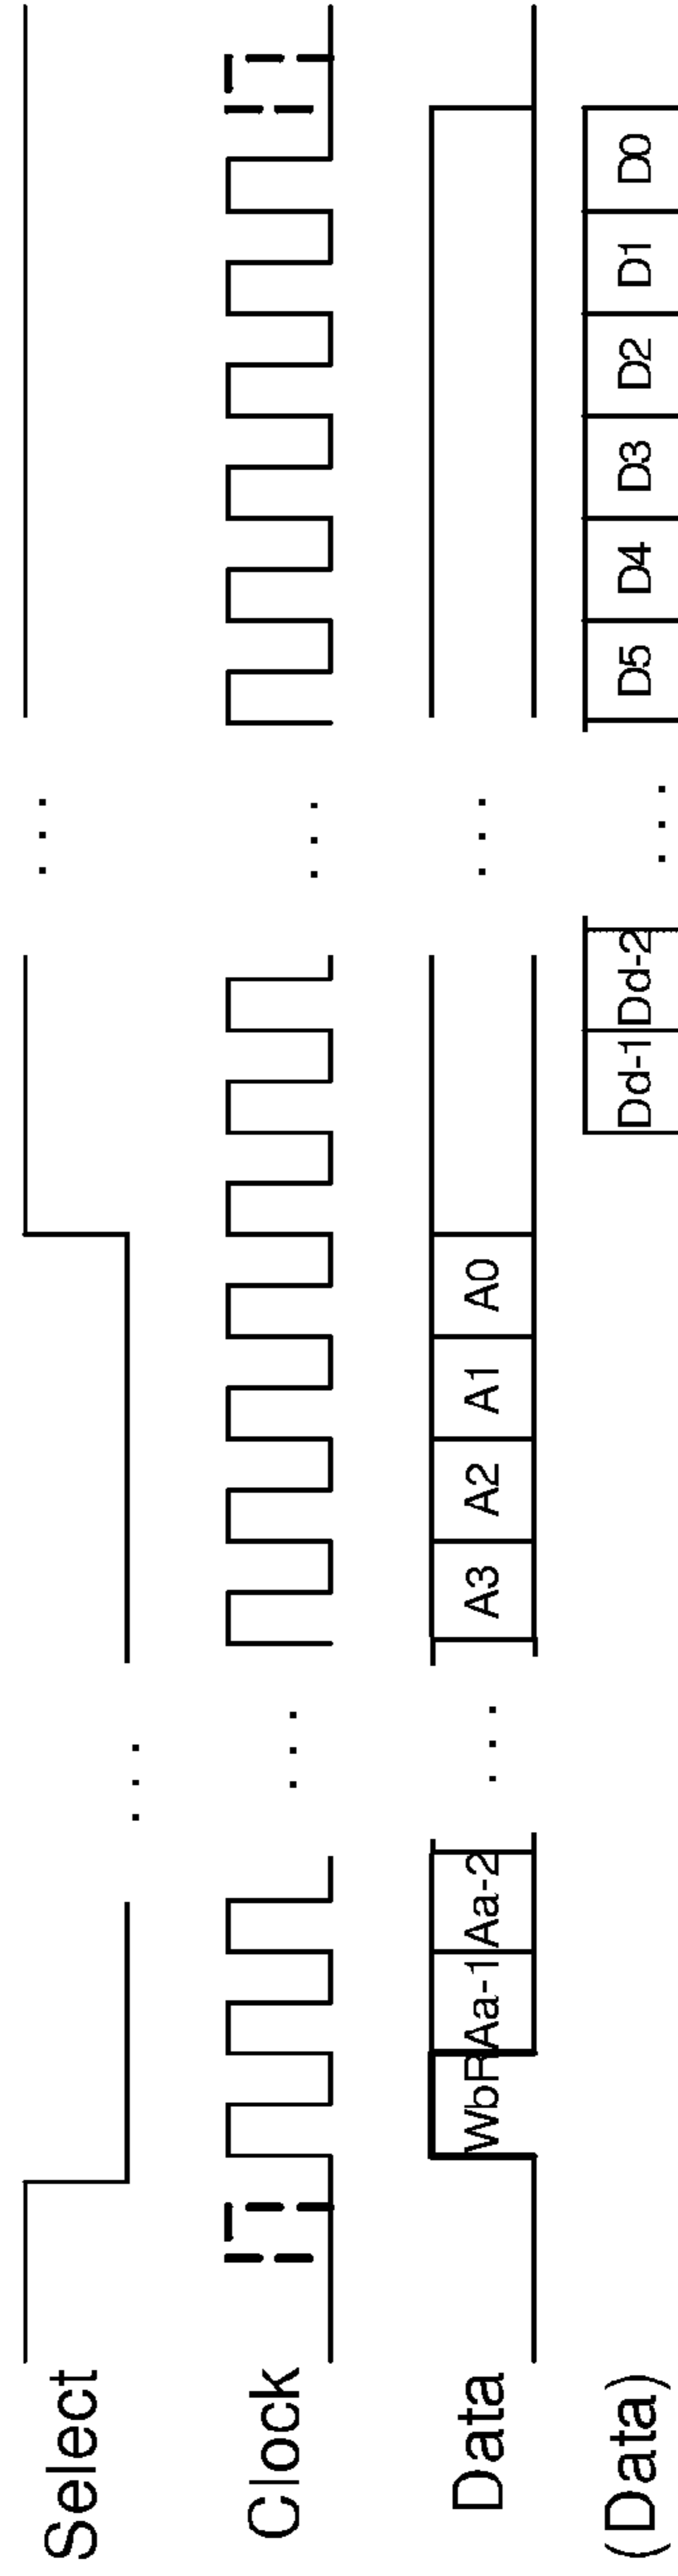 Select
Clock
Data WbR Aa-1 Aa-2 ... A3 A2 A1 A0 ...
(Data) Dd-1 Dd-2 ... D5 D4 D3 D2 D1 D0